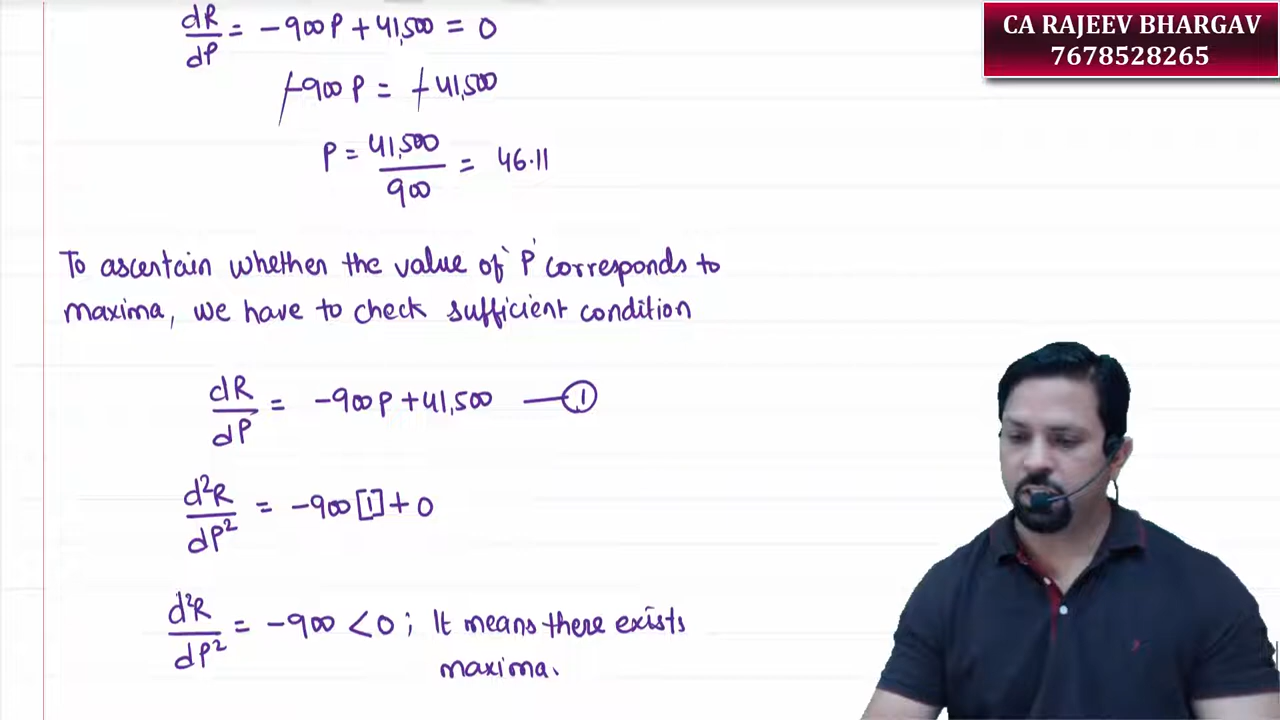 dR/dP = -900P + 41,500 = 0
CA RAJEEV BHARGAV
7678528265
-900P = -41,500
P = 41,500/900 = 46.11
To ascertain whether the value of 'P' corresponds to
maxima, we have to check sufficient condition
dR/dP = -900P + 41,500 —①
d²R/dP² = -900[1] + 0
d²R/dP² = -900 < 0; It means there exists
maxima.